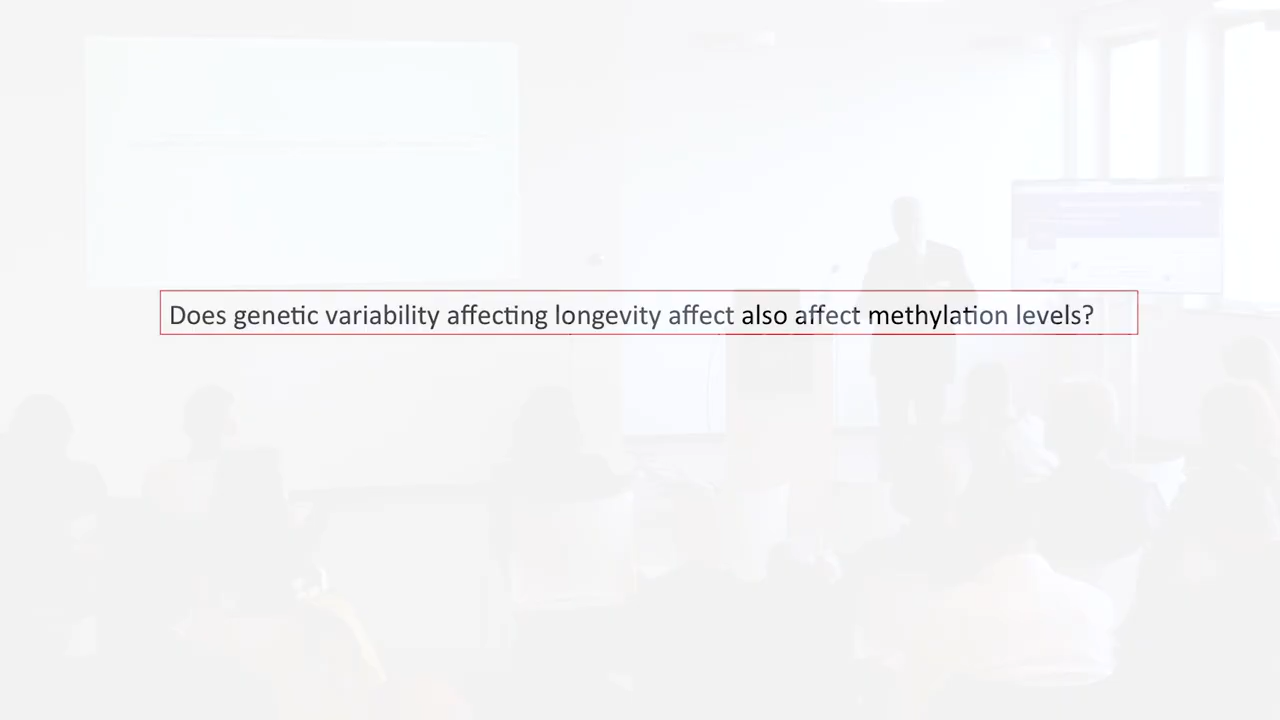 Does genetic variability affecting longevity affect also affect methylation levels?